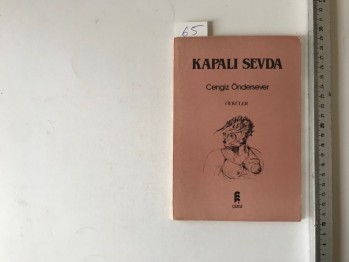 65
KAPALI SEVDA
Cengiz Öndersever
ÖYKÜLER